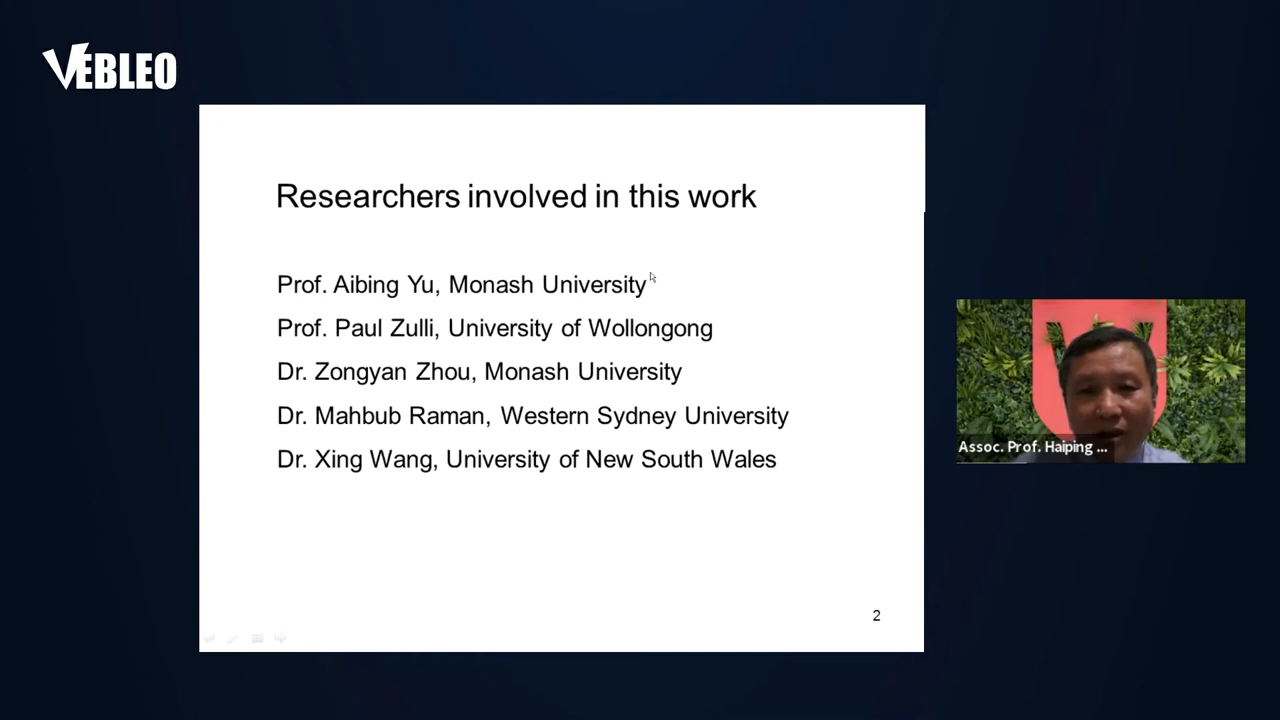 VEBLEO
Researchers involved in this work
Prof. Aibing Yu, Monash University
Prof. Paul Zulli, University of Wollongong
Dr. Zongyan Zhou, Monash University
Dr. Mahbub Raman, Western Sydney University
Dr. Xing Wang, University of New South Wales
2
Assoc. Prof. Haiping ...